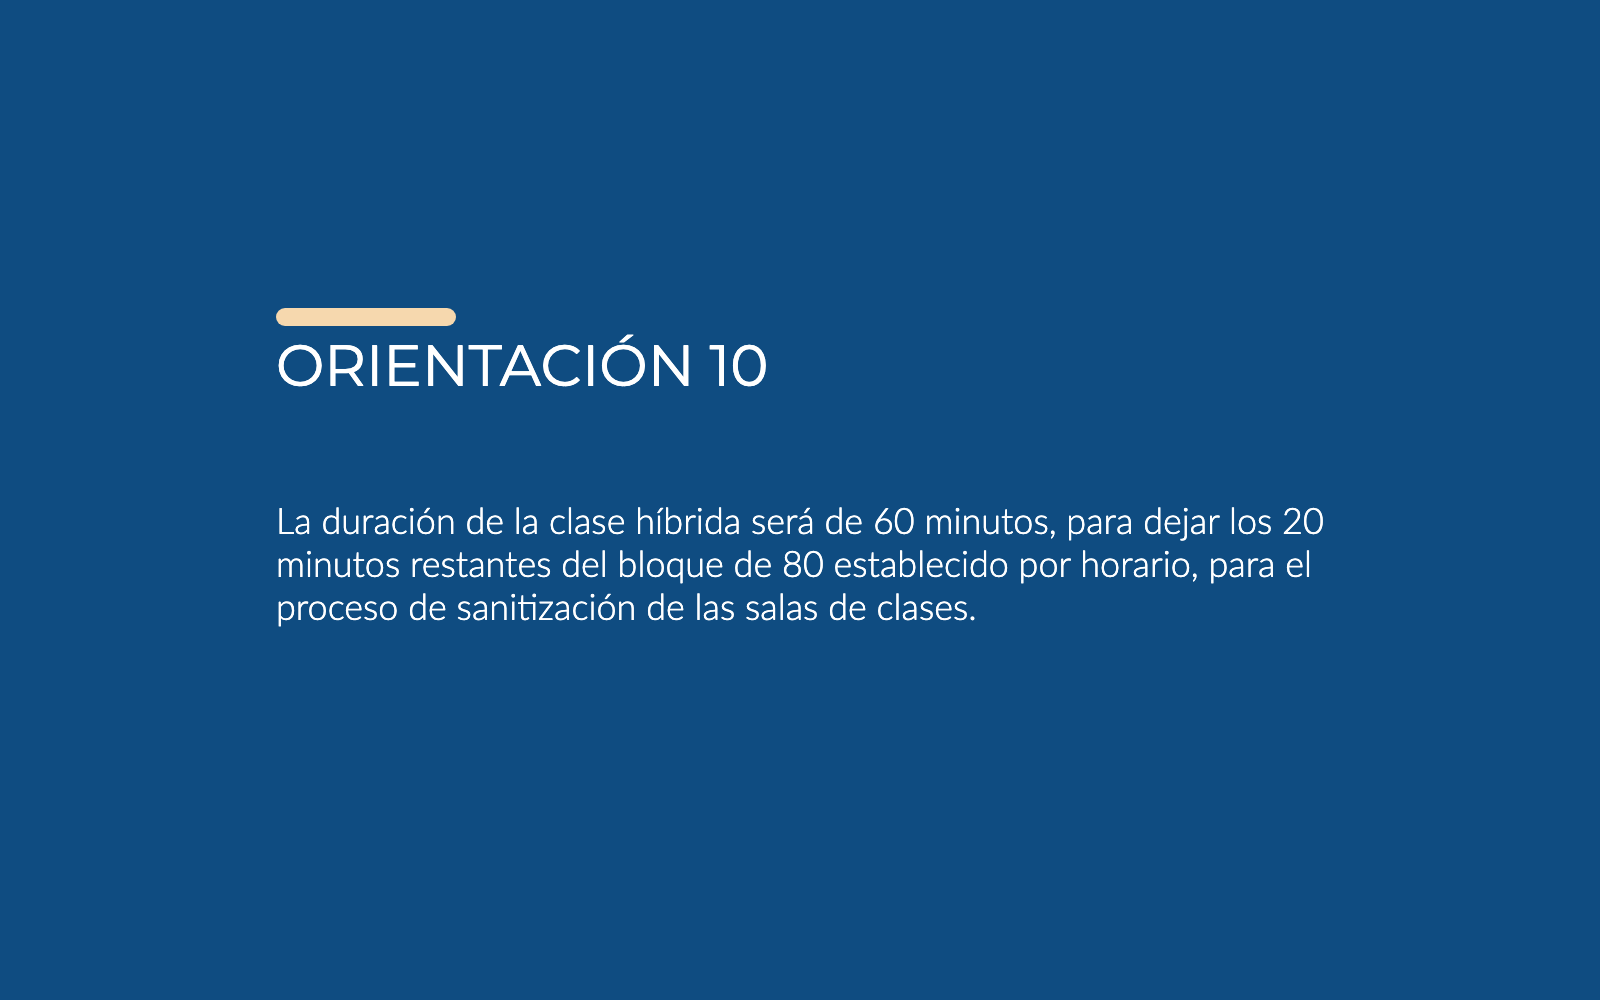 ORIENTACIÓN 10
La duración de la clase híbrida será de 60 minutos, para dejar los 20
minutos restantes del bloque de 80 establecido por horario, para el
proceso de sanitización de las salas de clases.